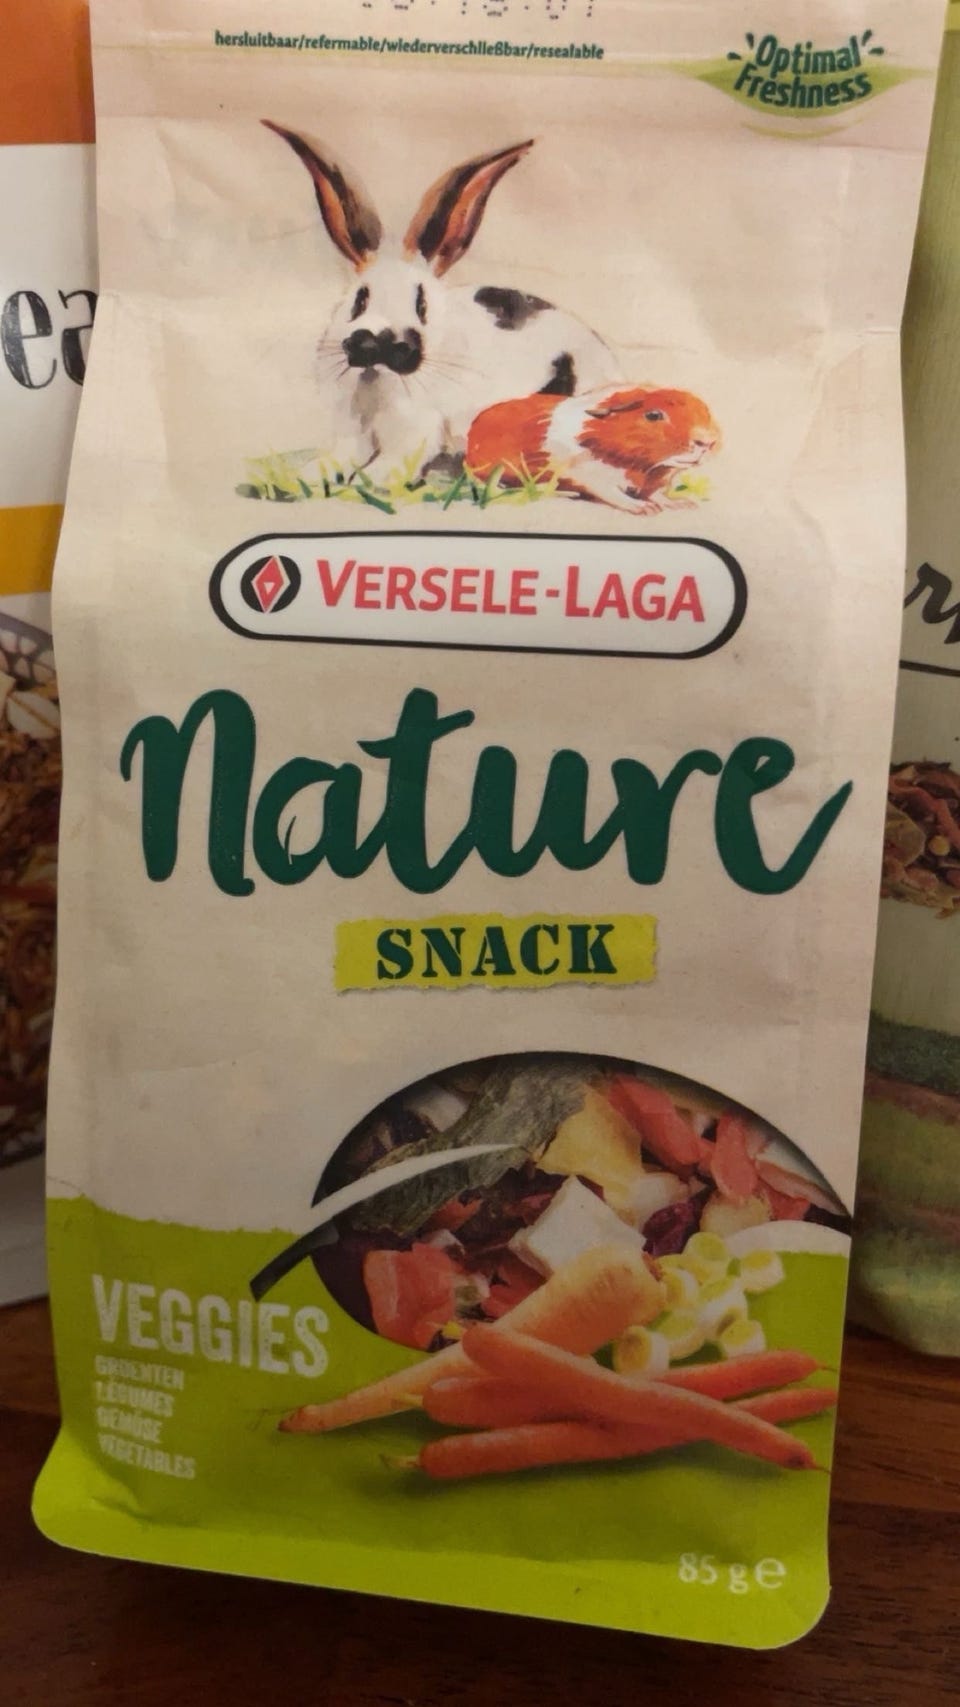 hersluitbaar/refermable/wiederverschließbar/resealable
Optimal
Freshness
VERSELE-LAGA
Nature
SNACK
VEGGIES
GROENTEN
LÉGUMES
GEMÜSE
VEGETABLES
85 g e